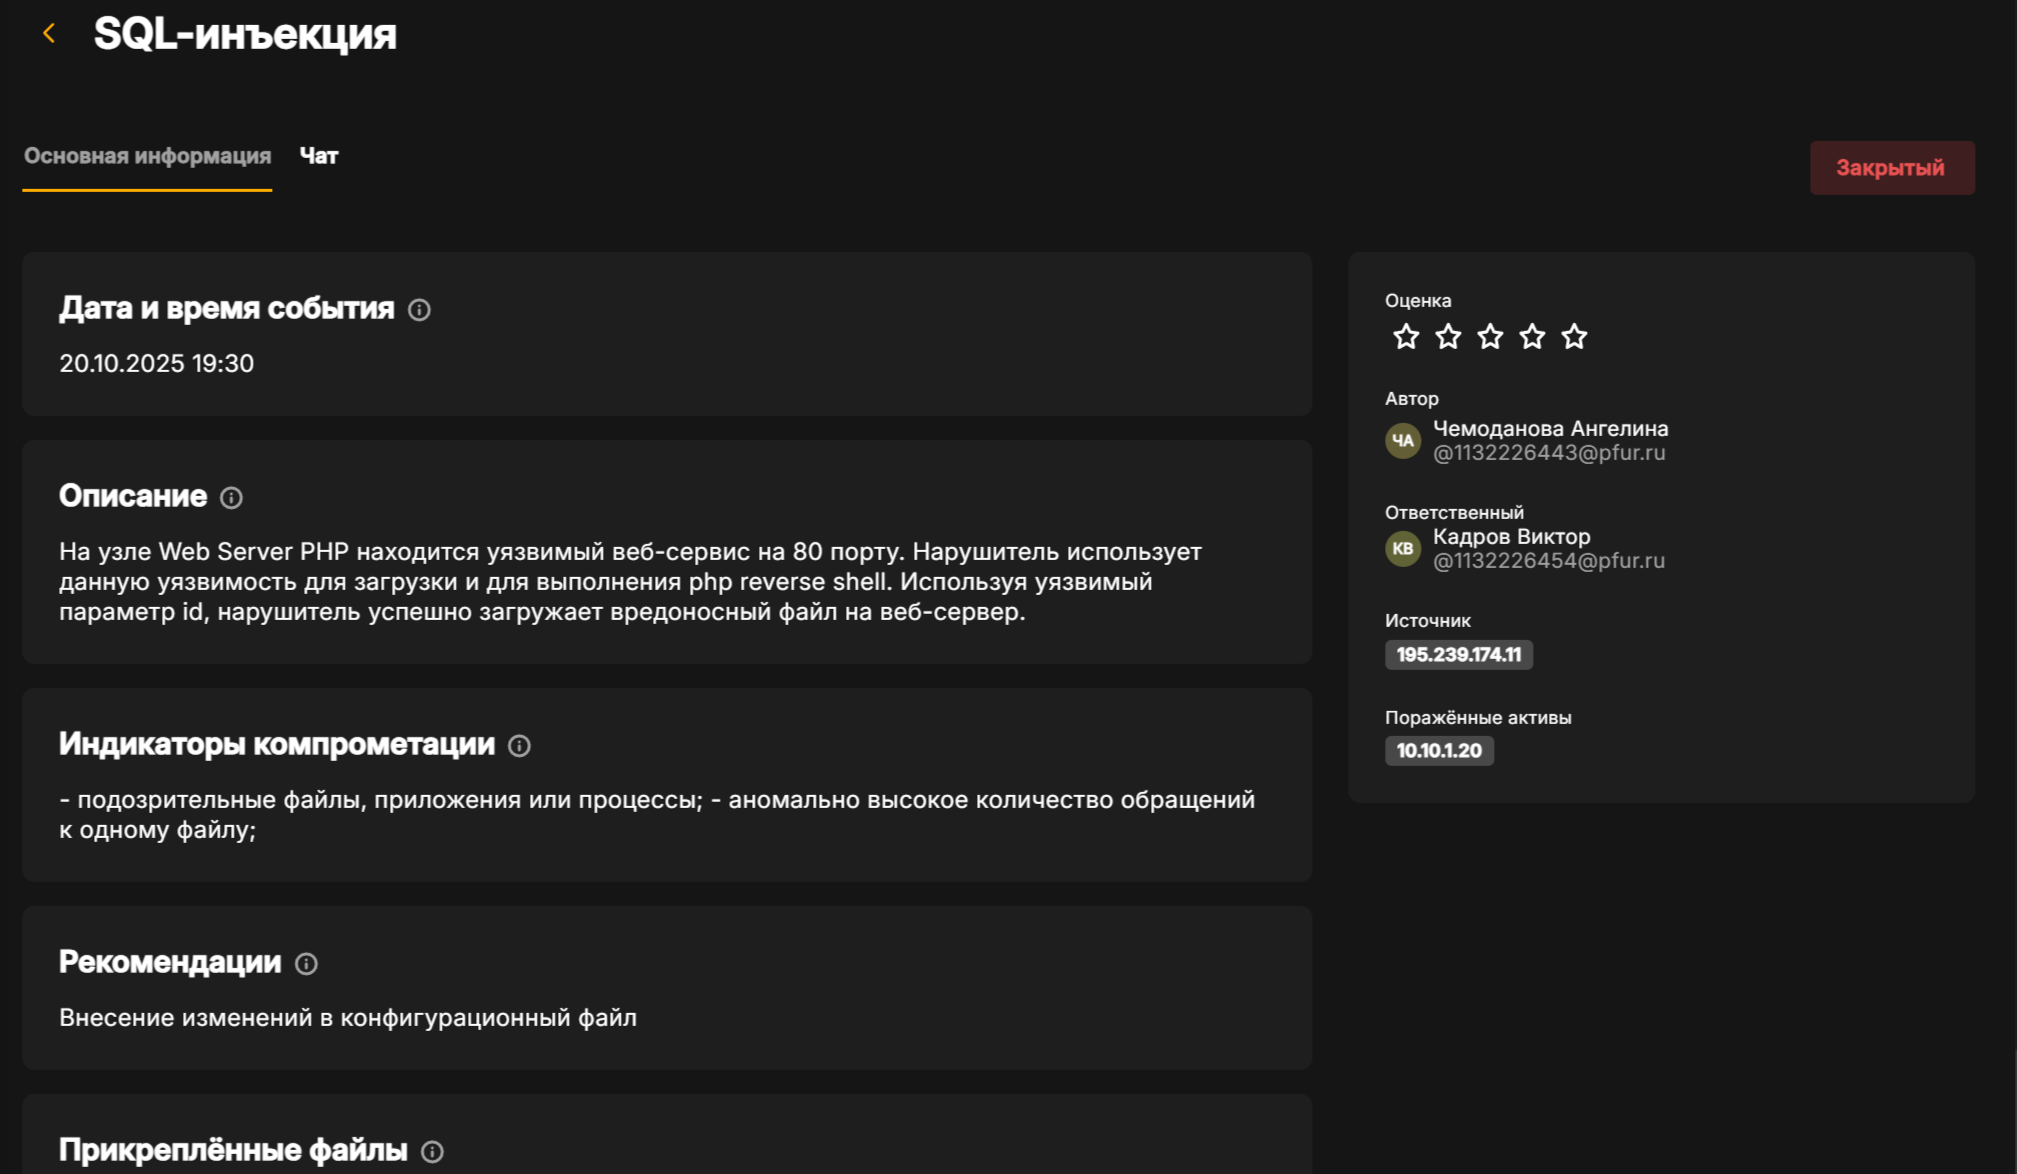 SQL-инъекция
Основная информация
Чат
Закрытый
Дата и время события
20.10.2025 19:30
Описание
На узле Web Server PHP находится уязвимый веб-сервис на 80 порту. Нарушитель использует
данную уязвимость для загрузки и для выполнения php reverse shell. Используя уязвимый
параметр id, нарушитель успешно загружает вредоносный файл на веб-сервер.
Индикаторы компрометации
- подозрительные файлы, приложения или процессы; - аномально высокое количество обращений
к одному файлу;
Рекомендации
Внесение изменений в конфигурационный файл
Прикреплённые файлы
Оценка
Автор
ЧА
Чемоданова Ангелина
@1132226443@pfur.ru
Ответственный
КВ
Кадров Виктор
@1132226454@pfur.ru
Источник
195.239.174.11
Поражённые активы
10.10.1.20